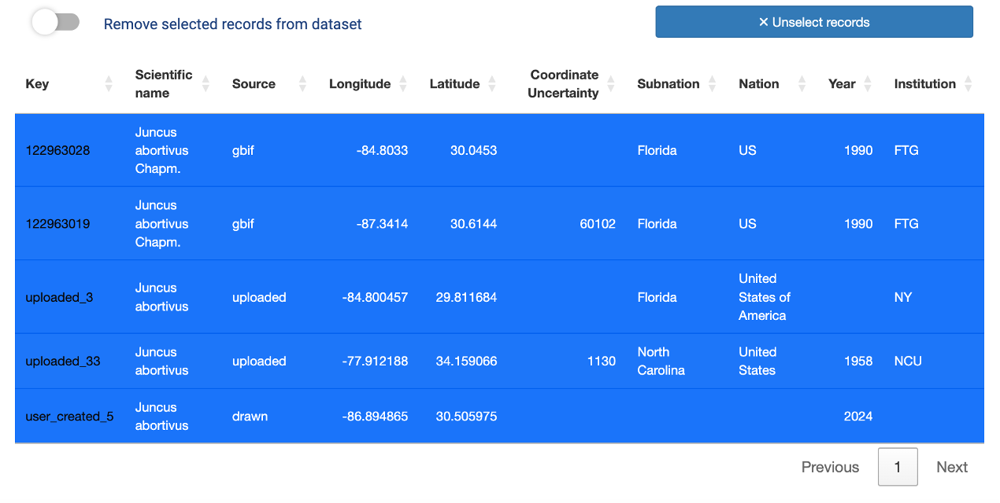 Remove selected records from dataset
× Unselect records
Key Scientific name Source Longitude Latitude Coordinate Uncertainty Subnation Nation Year Institution
122963028 Juncus abortivus Chapm. gbif -84.8033 30.0453 Florida US 1990 FTG
122963019 Juncus abortivus Chapm. gbif -87.3414 30.6144 60102 Florida US 1990 FTG
uploaded_3 Juncus abortivus uploaded -84.800457 29.811684 Florida United States of America NY
uploaded_33 Juncus abortivus uploaded -77.912188 34.159066 1130 North Carolina United States 1958 NCU
user_created_5 Juncus abortivus drawn -86.894865 30.505975 2024
Previous 1 Next